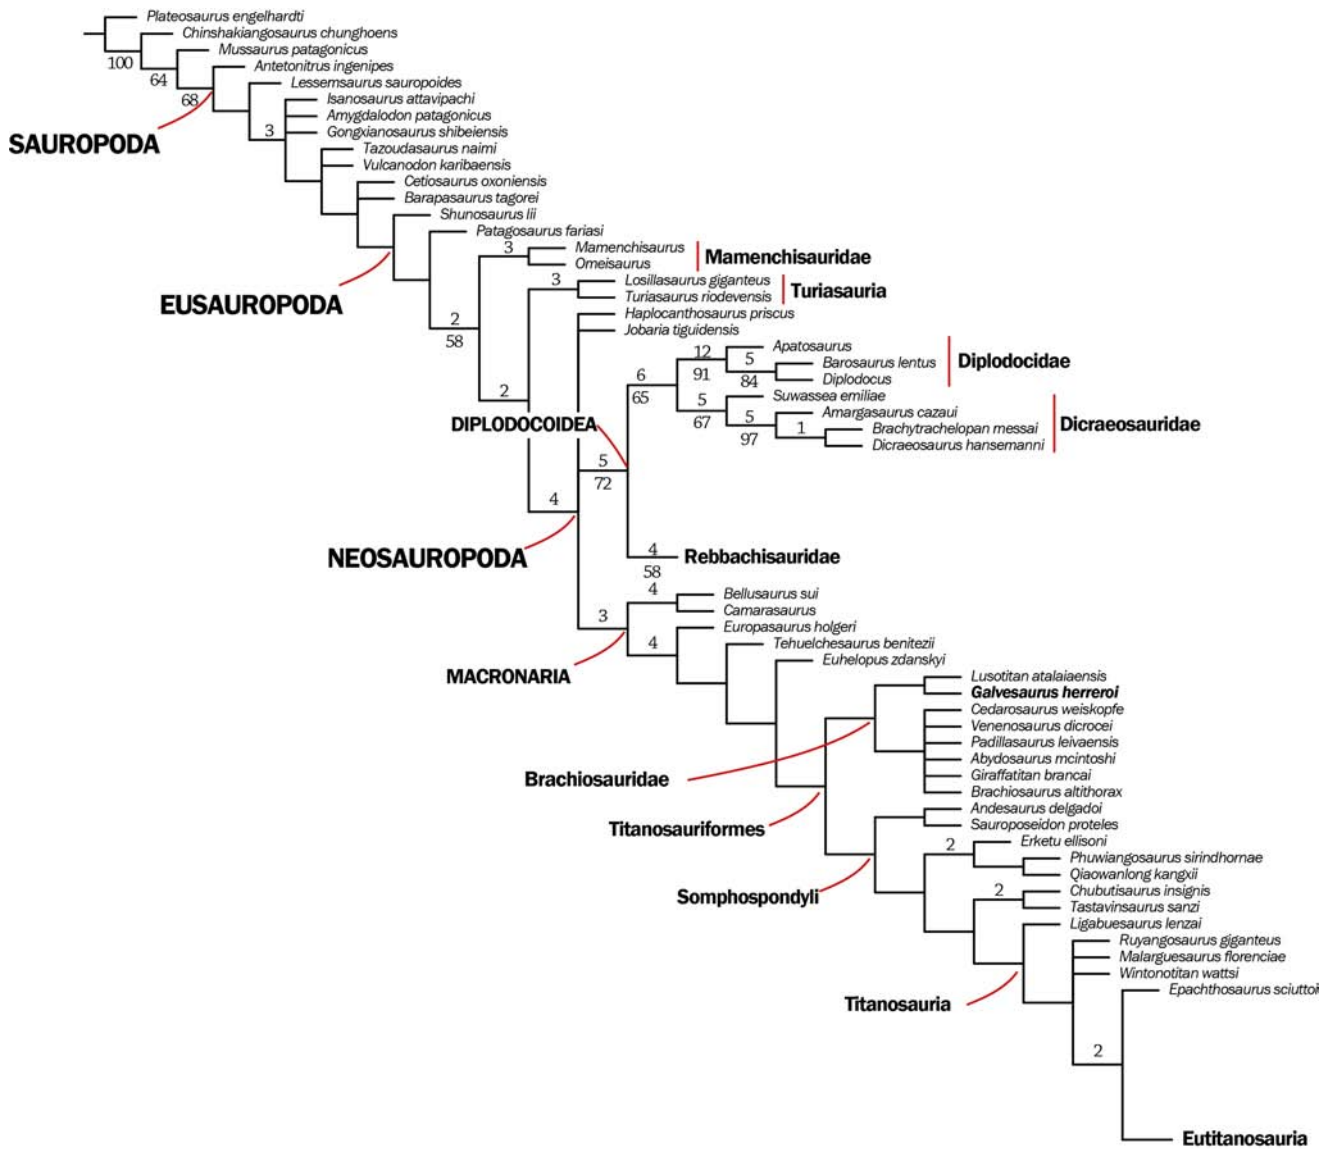 Plateosaurus engelhardti
Chinshakiangosaurus chunghoens
Mussaurus patagonicus
100
Antetonitrus ingenipes
64
Lessemsaurus sauropoides
68
Isanosaurus attavipachi
Amygdalodon patagonicus
3
Gongxianosaurus shibeiensis
SAUROPODA
Tazoudasaurus naimi
Vulcanodon karibaensis
Cetiosaurus oxoniensis
Barapasaurus tagorei
Shunosaurus lii
Patagosaurus fariasi
3
Mamenchisaurus
Mamenchisauridae
Omeisaurus
3
Losillasaurus giganteus
Turiasauria
Turiasaurus riodevensis
EUSAUROPODA
Haplocanthosaurus priscus
2
Jobaria tiguidensis
58
Apatosaurus
12
5
Barosaurus lentus
Diplodocidae
6
91
84
Diplodocus
2
65
Suwassea emiliae
5
Amargasaurus cazaui
DIPLODOCOIDEA
67
5
1
Brachytrachelopan messai
Dicraeosauridae
97
Dicraeosaurus hansemanni
5
72
4
NEOSAUROPODA
4
Rebbachisauridae
58
4
Bellusaurus sui
Camarasaurus
3
Europasaurus holgeri
4
Tehuelchesaurus benitezii
Euhelopus zdanskyi
MACRONARIA
Lusotitan atalaiaensis
Galvesaurus herreroi
Cedarosaurus weiskopfe
Venenosaurus dicrocei
Padillasaurus leivaensis
Abydosaurus mcintoshi
Brachiosauridae
Giraffatitan brancai
Brachiosaurus altithorax
Andesaurus delgadoi
Titanosauriformes
Sauroposeidon proteles
2
Erketu ellisoni
Phuwiangosaurus sirindhornae
Qiaowanlong kangxii
Somphospondyli
2
Chubutisaurus insignis
Tastavinsaurus sanzi
Ligabuesaurus lenzai
Ruyangosaurus giganteus
Malarguesaurus florenciae
Wintonotitan wattsi
Epachthosaurus sciuttoi
Titanosauria
2
Eutitanosauria